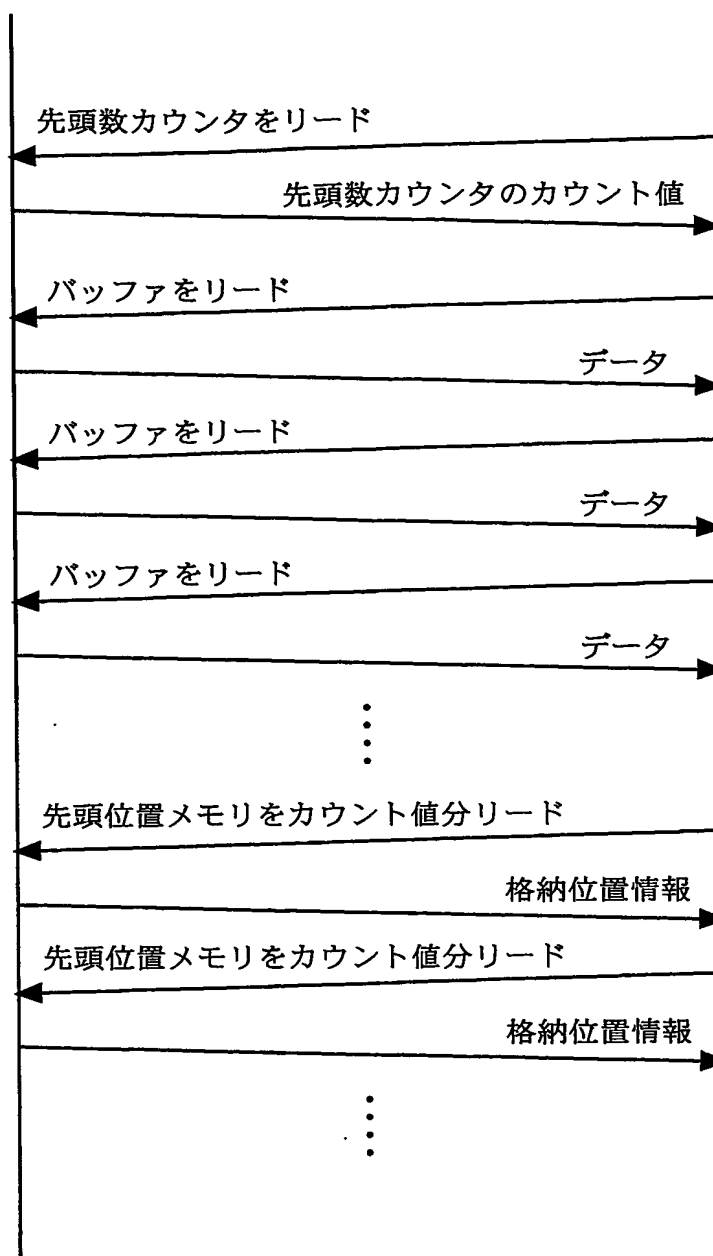 先頭数カウンタをリード
先頭数カウンタのカウント値
バッファをリード
データ
バッファをリード
データ
バッファをリード
データ
先頭位置メモリをカウント値分リード
格納位置情報
先頭位置メモリをカウント値分リード
格納位置情報